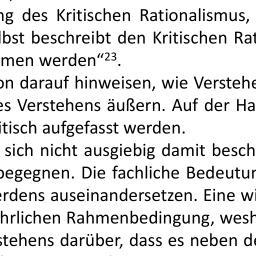 ng des Kritischen Rationalismus,
lbst beschreibt den Kritischen Rat
men werden“²³.
on darauf hinweisen, wie Verstehe
es Verstehens äußern. Auf der Ha
itisch aufgefasst werden.
sich nicht ausgiebig damit besch
begegnen. Die fachliche Bedeutun
erdens auseinandersetzen. Eine wi
ührlichen Rahmenbedingung, wesh
stehens darüber, dass es neben de